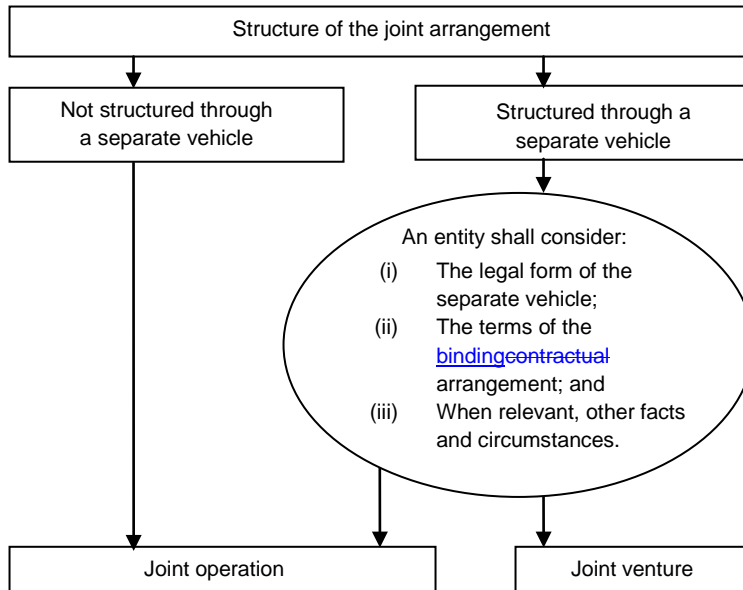 Structure of the joint arrangement
Not structured through
a separate vehicle
Structured through a
separate vehicle
An entity shall consider:
(i) The legal form of the
separate vehicle;
(ii) The terms of the
bindingcontractual
arrangement; and
(iii) When relevant, other facts
and circumstances.
Joint operation
Joint venture